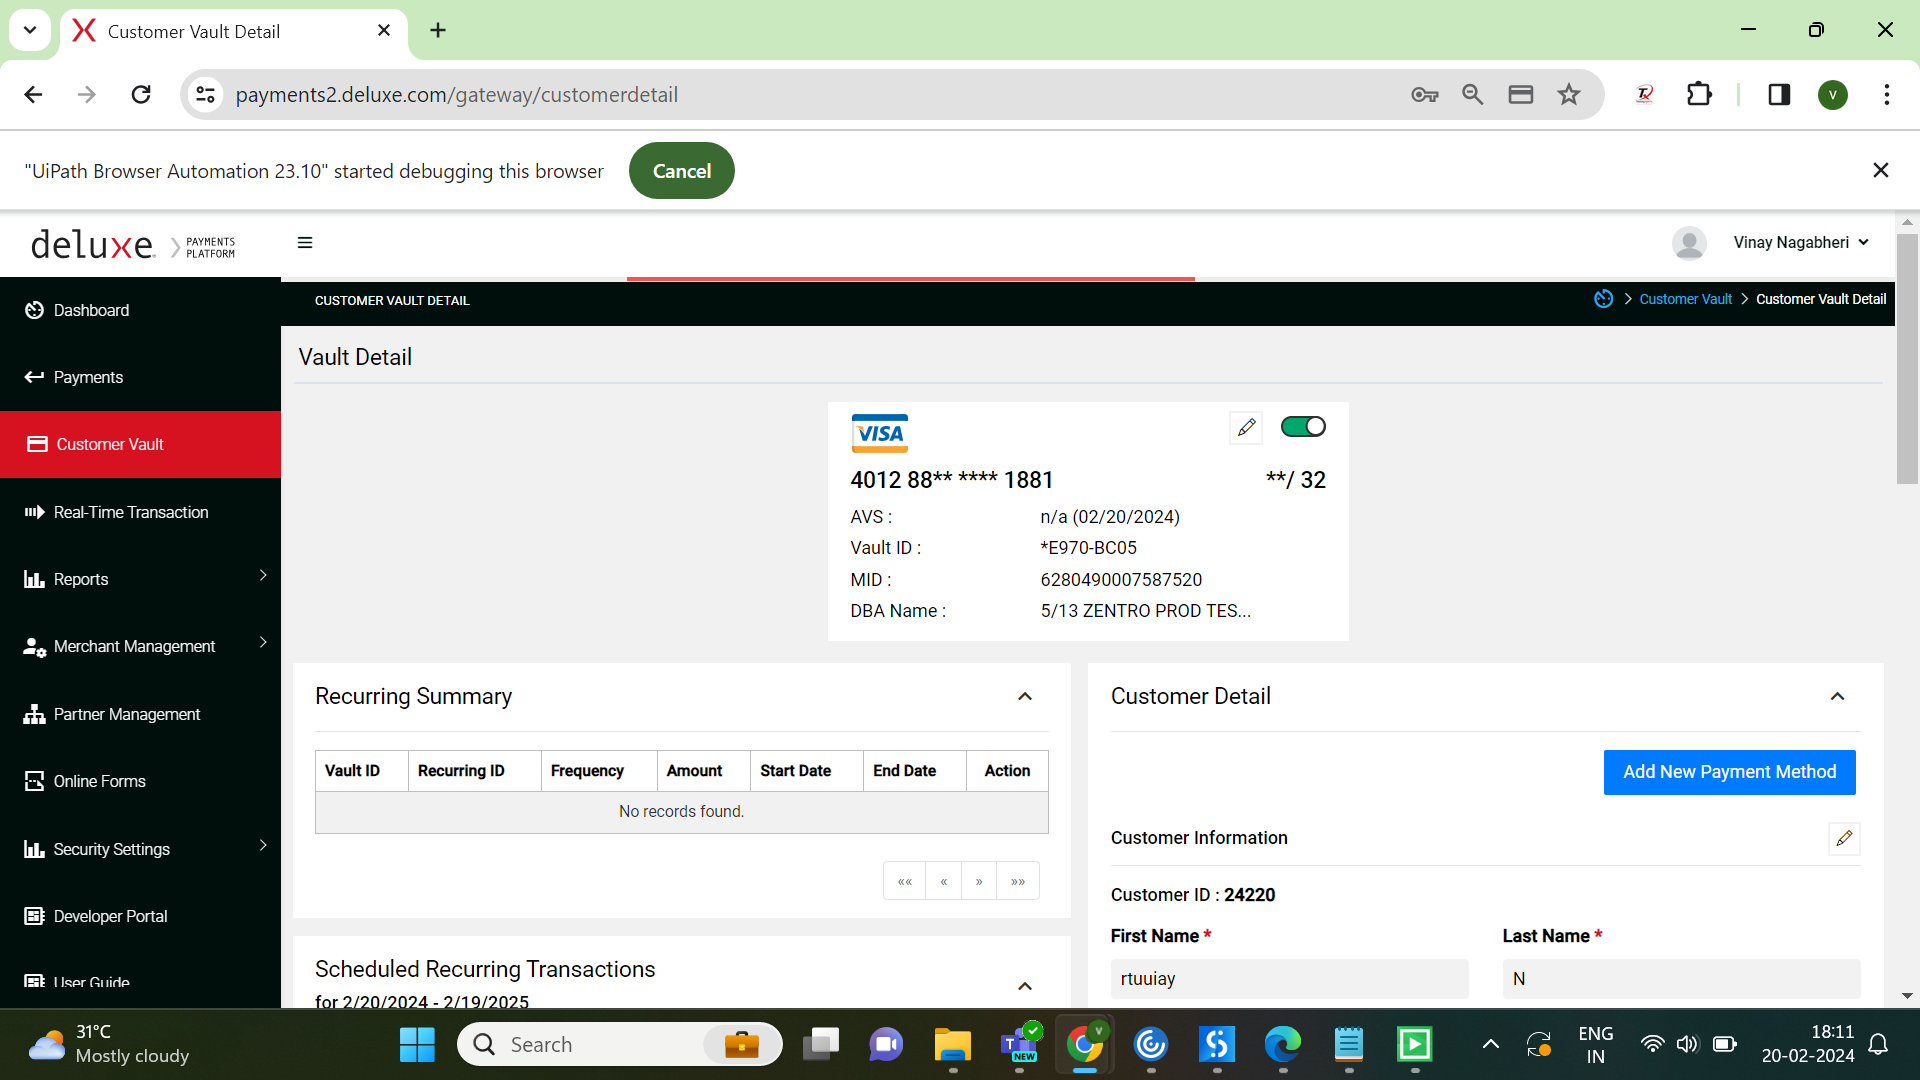 Customer Vault Detail
payments2.deluxe.com/gateway/customerdetail
V
"UiPath Browser Automation 23.10" started debugging this browser
Cancel
deluxe. PAYMENTS
PLATFORM
Vinay Nagabheri
CUSTOMER VAULT DETAIL
Customer Vault
Customer Vault Detail
Dashboard
Payments
Customer Vault
Real-Time Transaction
Reports
Merchant Management
Partner Management
Online Forms
Security Settings
Developer Portal
User Guide
Vault Detail
VISA
4012 88** **** 1881 **/ 32
AVS : n/a (02/20/2024)
Vault ID : *E970-BC05
MID : 6280490007587520
DBA Name : 5/13 ZENTRO PROD TES...
Recurring Summary
Vault ID Recurring ID Frequency Amount Start Date End Date Action
No records found.
«« « » »»
Scheduled Recurring Transactions
for 2/20/2024 - 2/19/2025
Customer Detail
Add New Payment Method
Customer Information
Customer ID : 24220
First Name * Last Name *
rtuuiay N
31°C
Mostly cloudy
Search
NEW
V
ENG
IN
18:11
20-02-2024